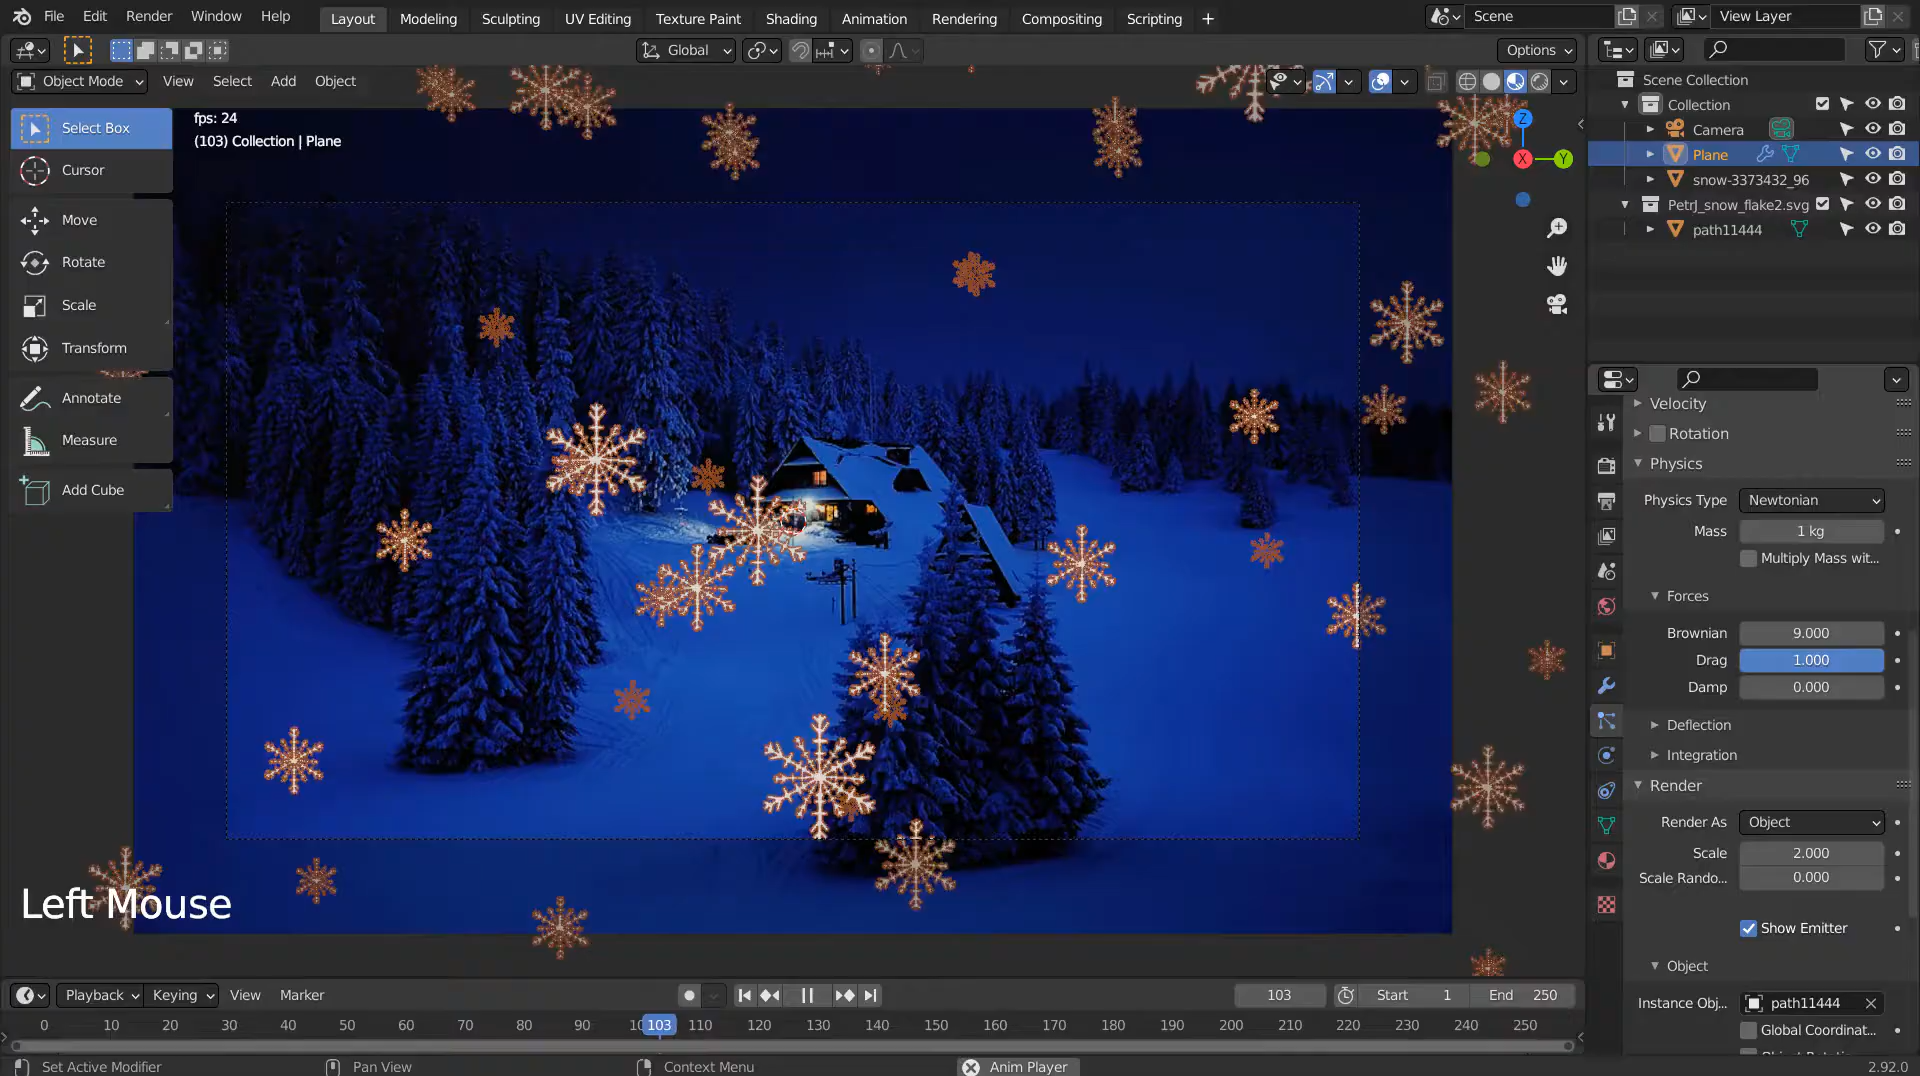 File Edit Render Window Help Layout Modeling Sculpting UV Editing Texture Paint Shading Animation Rendering Compositing Scripting + Scene View Layer
Global Options
Object Mode View Select Add Object
Scene Collection
Collection
Camera
Plane
snow-3373432_96
PetrJ_snow_flake2.svg
path11444
Select Box
Cursor
Move
Rotate
Scale
Transform
Annotate
Measure
Add Cube
fps: 24
(103) Collection | Plane
Z
X
Y
Velocity
Rotation
Physics
Physics Type Newtonian
Mass 1 kg
Multiply Mass wit...
Forces
Brownian 9.000
Drag 1.000
Damp 0.000
Deflection
Integration
Render
Render As Object
Scale 2.000
Scale Rando... 0.000
Show Emitter
Object
Instance Obj... path11444
Global Coordinat...
Left Mouse
Playback Keying View Marker 103 Start 1 End 250
0 10 20 30 40 50 60 70 80 90 103 110 120 130 140 150 160 170 180 190 200 210 220 230 240 250
Set Active Modifier Pan View Context Menu Anim Player 2.92.0